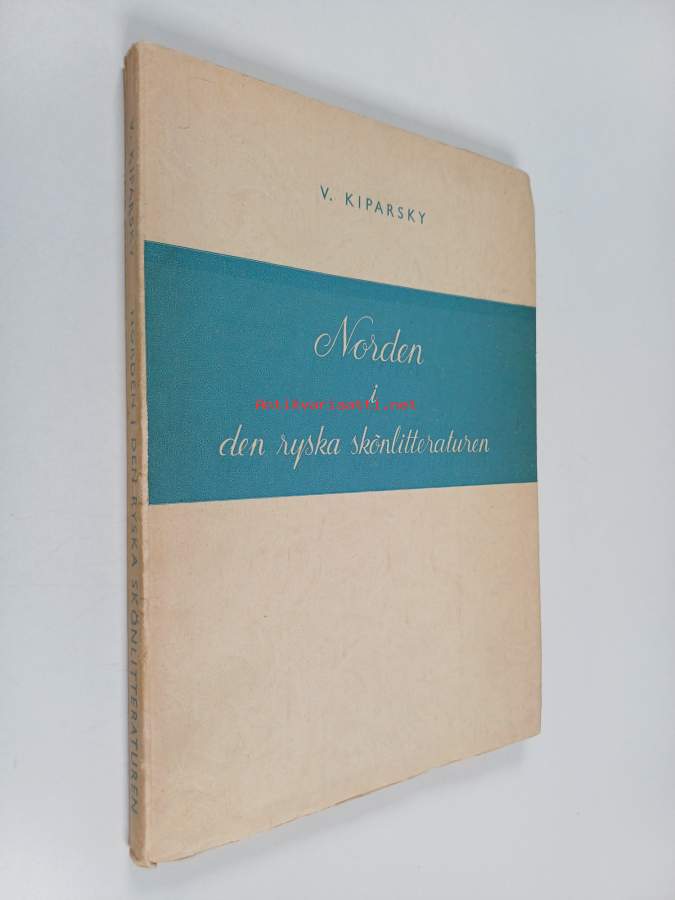 V. KIPARSKY
Norden
i
Antikvariaatti.net
den ryska skönlitteraturen
V. KIPARSKY NORDEN I DEN RYSKA SKÖNLITTERATUREN